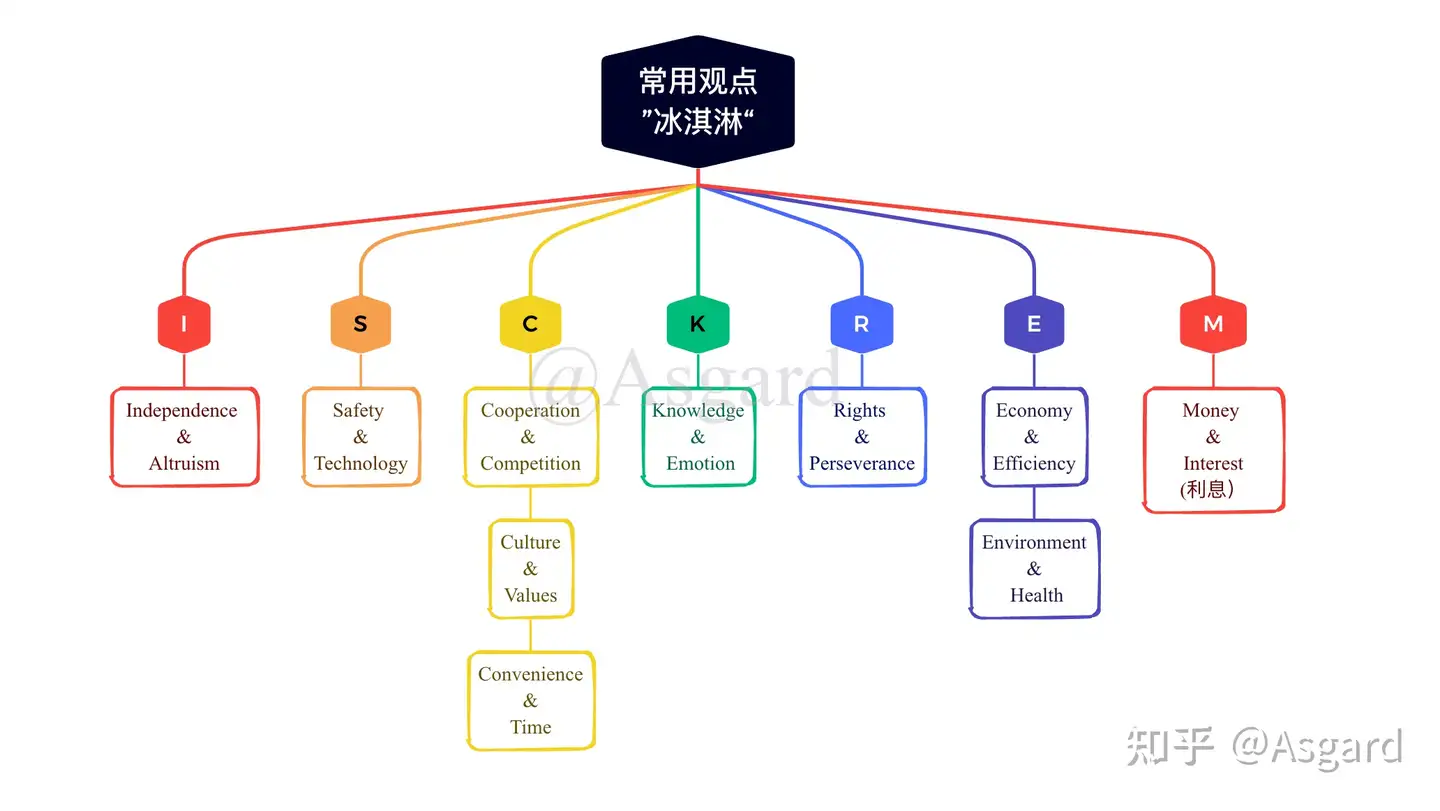 常用观点
”冰淇淋“
I
S
C
K
R
E
M
Independence
&
Altruism
Safety
&
Technology
Cooperation
&
Competition
Knowledge
&
Emotion
Rights
&
Perseverance
Economy
&
Efficiency
Money
&
Interest
(利息）
Culture
&
Values
Environment
&
Health
Convenience
&
Time
@Asgard
知乎 @Asgard